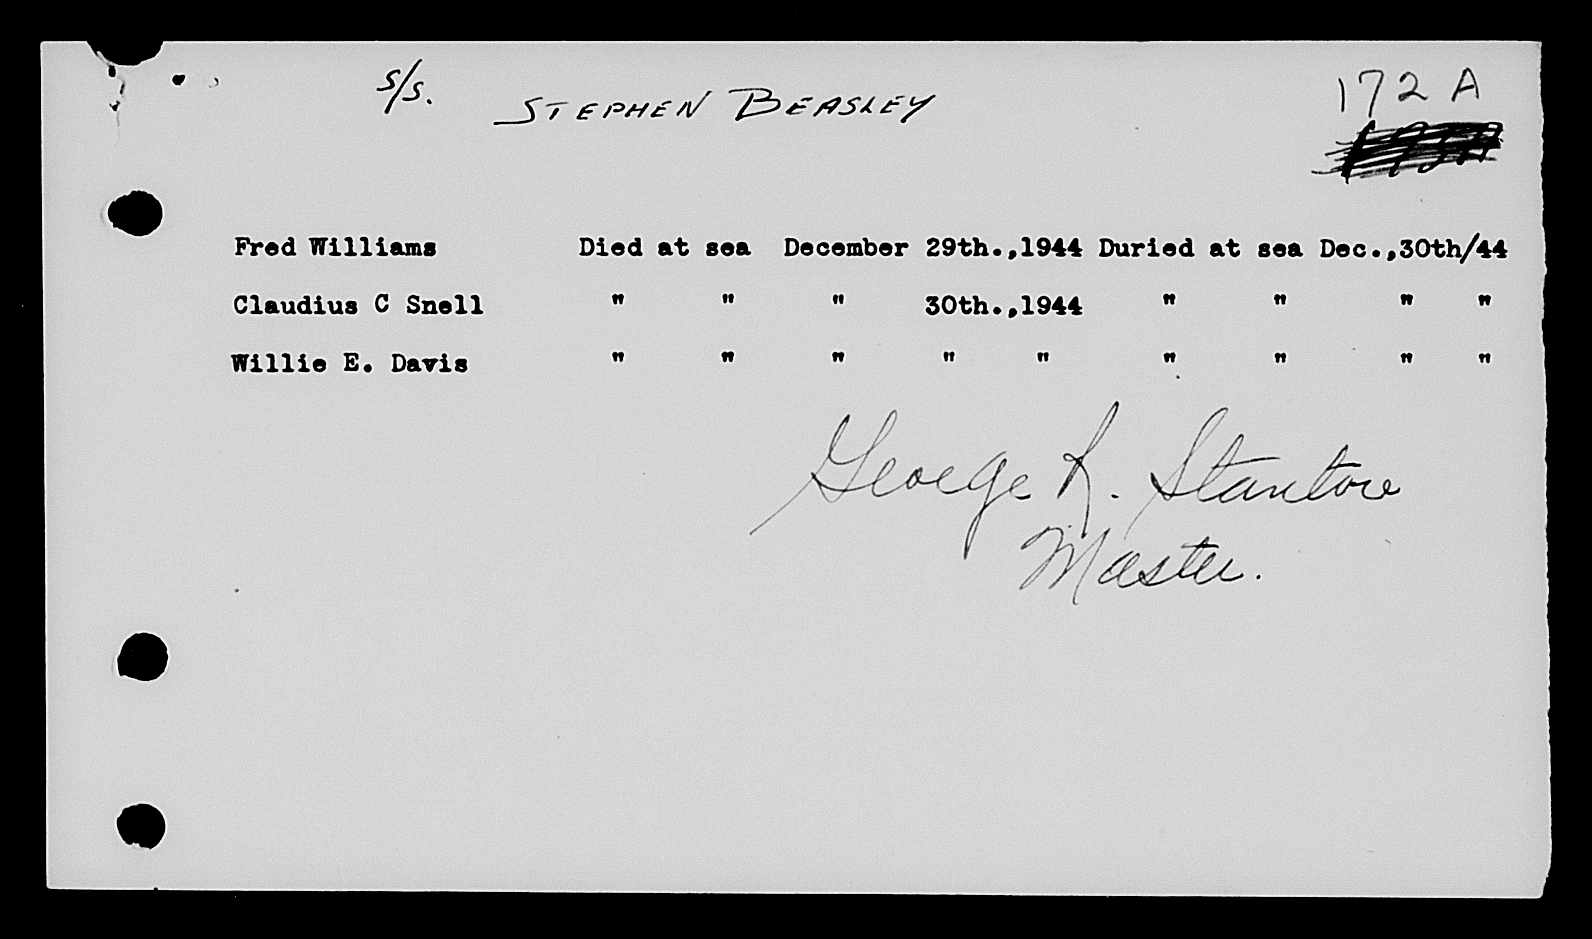 s/s. STEPHEN BEASLEY 172 A
Fred Williams Died at sea December 29th.,1944 Duried at sea Dec.,30th/44
Claudius C Snell " " " 30th.,1944 " " " "
Willie E. Davis " " " " " " " " "
George R. Stanton
Master.